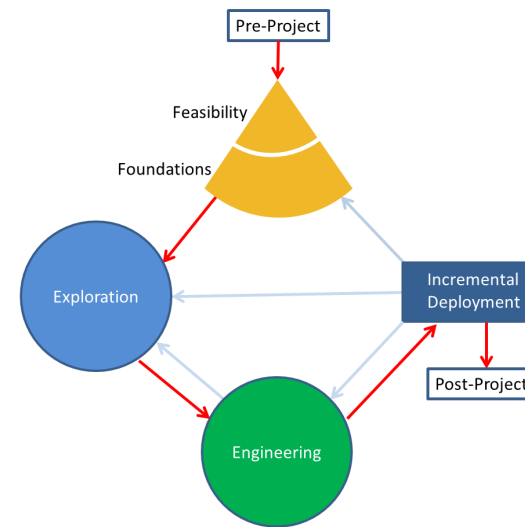 Pre-Project
Feasibility
Foundations
Exploration
Incremental
Deployment
Post-Project
Engineering